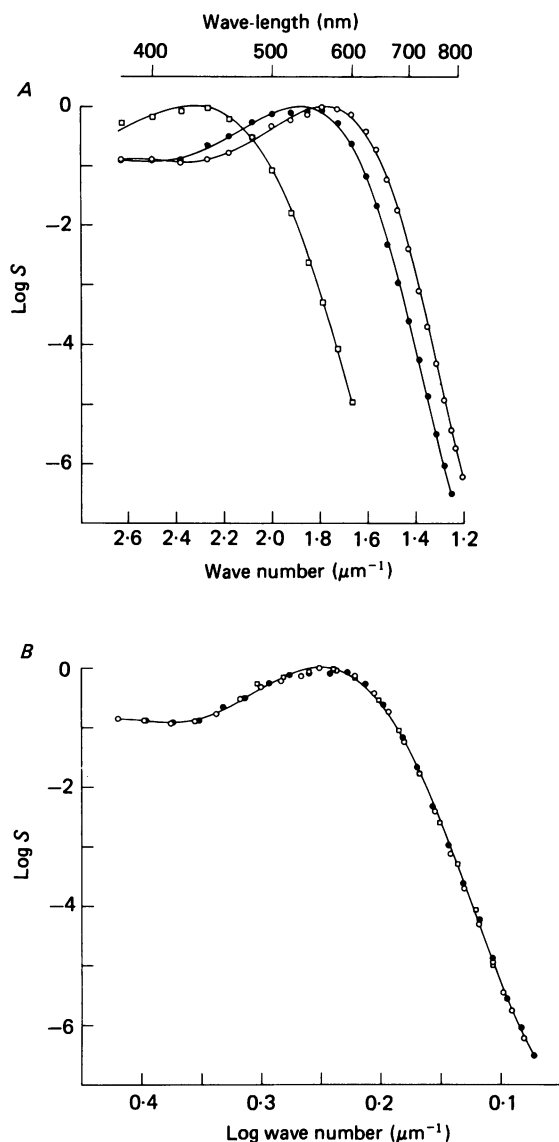 Wave-length (nm)
400 500 600 700 800
A
0
−2
−4
−6
Log S
2·6 2·4 2·2 2·0 1·8 1·6 1·4 1·2
Wave number (μm⁻¹)
B
0
−2
−4
−6
Log S
0·4 0·3 0·2 0·1
Log wave number (μm⁻¹)